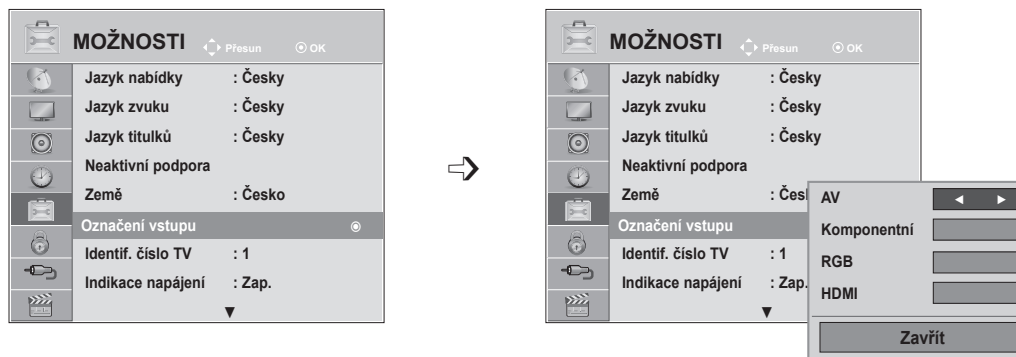 MOŽNOSTI Přesun OK
Jazyk nabídky : Česky
Jazyk zvuku : Česky
Jazyk titulků : Česky
Neaktivní podpora
Země : Česko
Označení vstupu
Identif. číslo TV : 1
Indikace napájení : Zap.
MOŽNOSTI Přesun OK
Jazyk nabídky : Česky
Jazyk zvuku : Česky
Jazyk titulků : Česky
Neaktivní podpora
Země
Označení vstupu
Identif. číslo TV : 1
Indikace napájení : Zap.
AV
Komponentní
RGB
HDMI
Zavřít